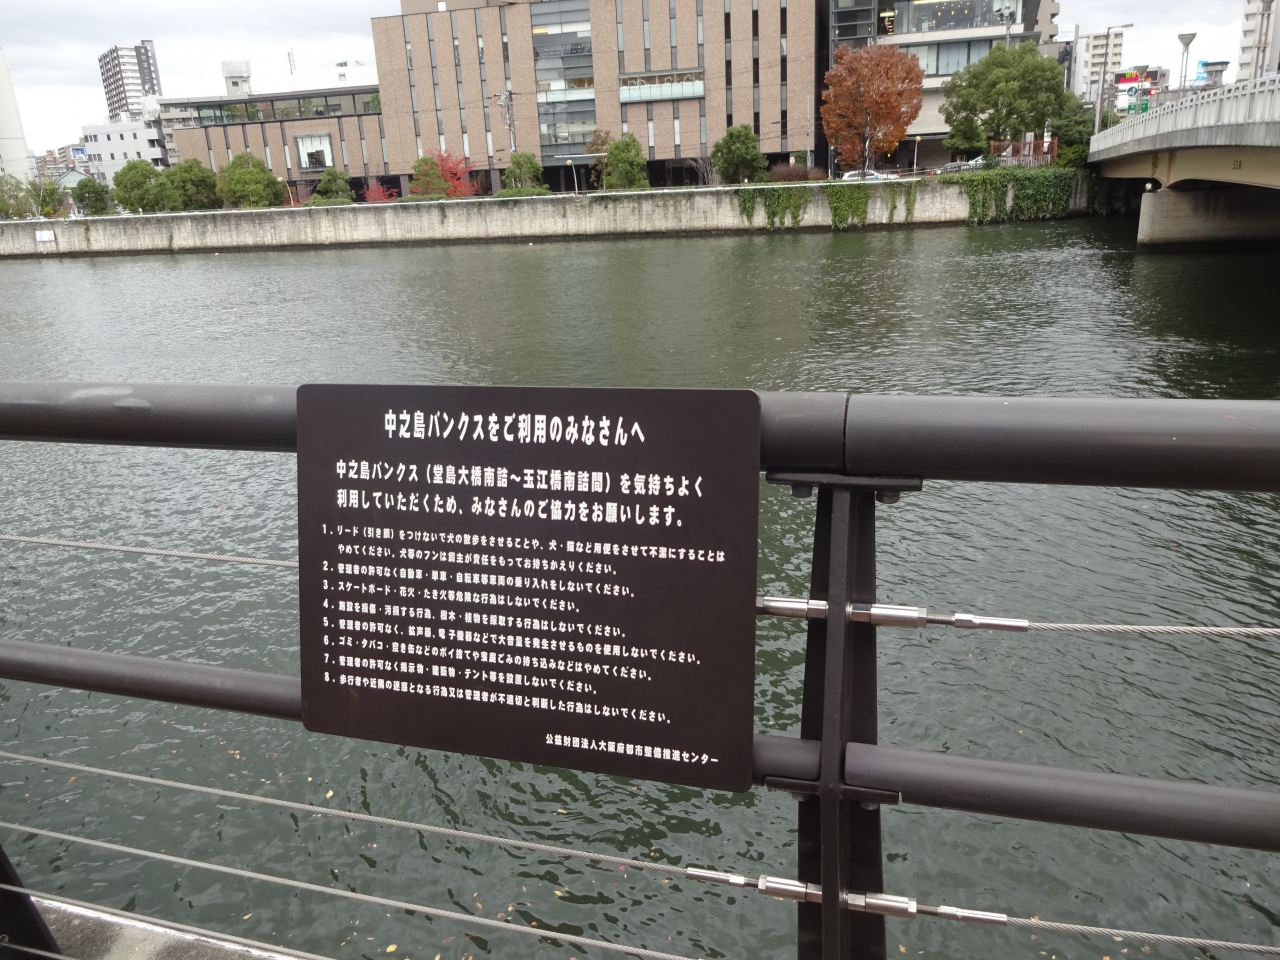 中之島バンクスをご利用のみなさんへ
中之島バンクス（堂島大橋南詰～玉江橋南詰間）を気持ちよく
利用していただくため、みなさんのご協力をお願いします。
1．リード（引き綱）をつけないで犬の散歩をさせることや、犬・猫など用便をさせて不潔にすることは
やめてください。犬等のフンは飼主が責任をもってお持ちかえりください。
2．管理者の許可なく自動車・単車・自転車等車両の乗り入れをしないでください。
3．スケートボード・花火・たき火等危険な行為はしないでください。
4．施設を損傷・汚損する行為、樹木・植物を採取する行為はしないでください。
5．管理者の許可なく、拡声器、電子機器などで大音量を発生させるものを使用しないでください。
6．ゴミ・タバコ・空き缶などのポイ捨てや家庭ごみの持ち込みなどはやめてください。
7．管理者の許可なく掲示物・建築物・テント等を設置しないでください。
8．歩行者や近隣の迷惑となる行為又は管理者が不適切と判断した行為はしないでください。
公益財団法人大阪府都市整備推進センター